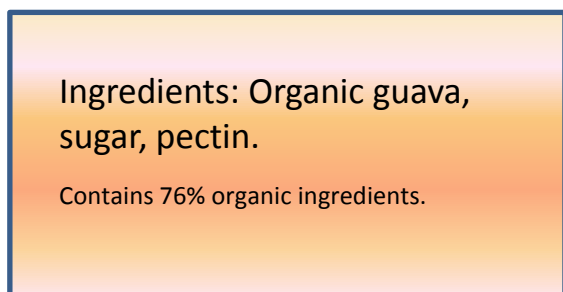 Ingredients: Organic guava,
sugar, pectin.
Contains 76% organic ingredients.